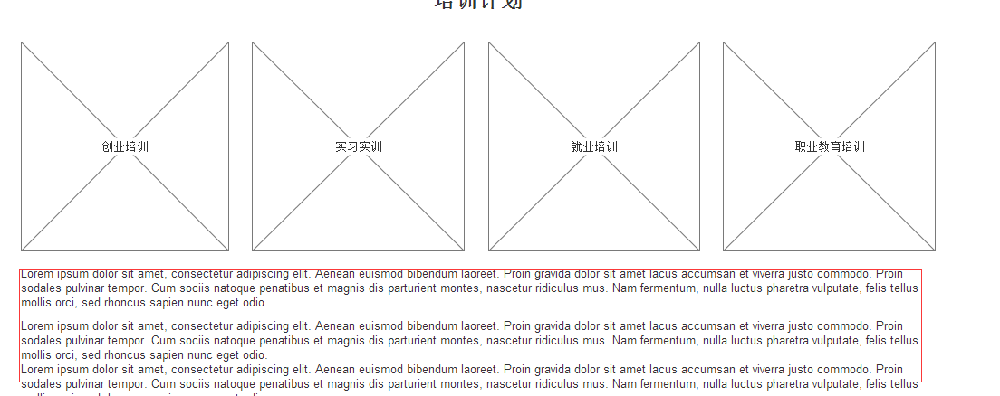 培训计划
创业培训
实习实训
就业培训
职业教育培训
Lorem ipsum dolor sit amet, consectetur adipiscing elit. Aenean euismod bibendum laoreet. Proin gravida dolor sit amet lacus accumsan et viverra justo commodo. Proin
sodales pulvinar tempor. Cum sociis natoque penatibus et magnis dis parturient montes, nascetur ridiculus mus. Nam fermentum, nulla luctus pharetra vulputate, felis tellus
mollis orci, sed rhoncus sapien nunc eget odio.
Lorem ipsum dolor sit amet, consectetur adipiscing elit. Aenean euismod bibendum laoreet. Proin gravida dolor sit amet lacus accumsan et viverra justo commodo. Proin
sodales pulvinar tempor. Cum sociis natoque penatibus et magnis dis parturient montes, nascetur ridiculus mus. Nam fermentum, nulla luctus pharetra vulputate, felis tellus
mollis orci, sed rhoncus sapien nunc eget odio.
Lorem ipsum dolor sit amet, consectetur adipiscing elit. Aenean euismod bibendum laoreet. Proin gravida dolor sit amet lacus accumsan et viverra justo commodo. Proin
sodales pulvinar tempor. Cum sociis natoque penatibus et magnis dis parturient montes, nascetur ridiculus mus. Nam fermentum, nulla luctus pharetra vulputate, felis tellus